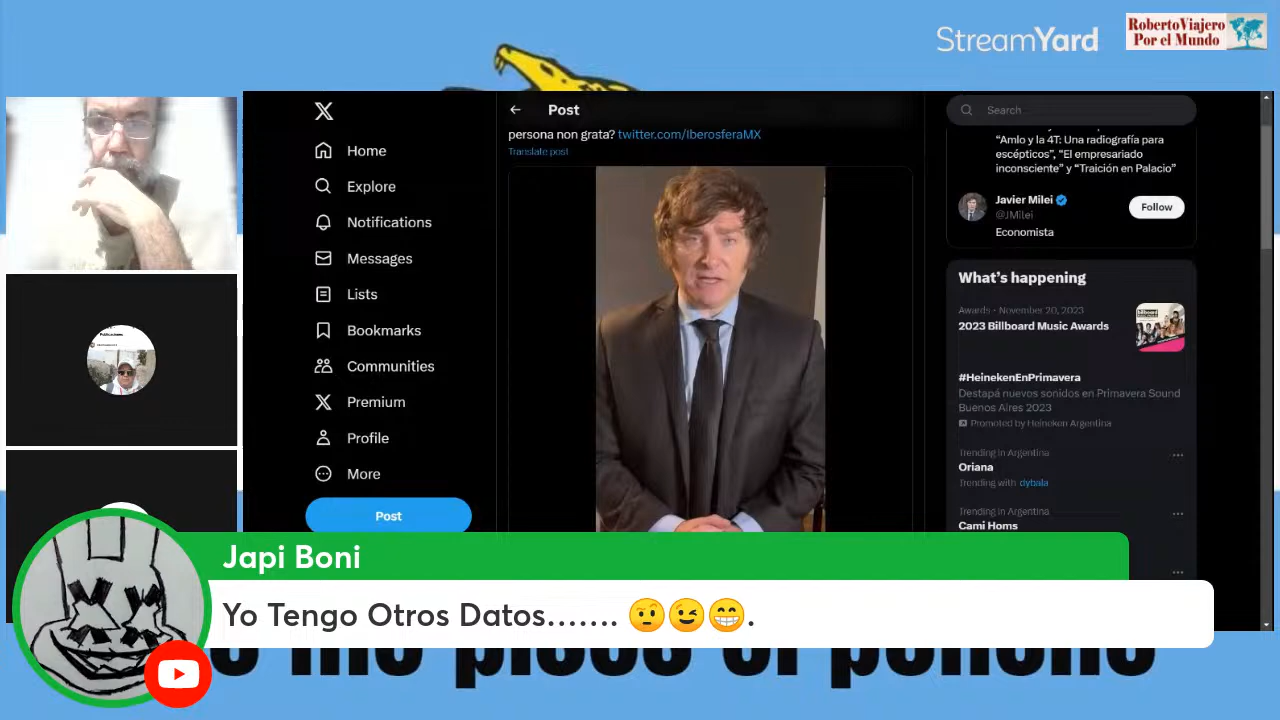 StreamYard
RobertoViajero
Por el Mundo
X
Home
Explore
Notifications
Messages
Lists
Bookmarks
Communities
Premium
Profile
More
Post
Post
persona non grata? twitter.com/IberosferaMX
Translate post
Search
"Amlo y la 4T: Una radiografía para
escépticos", "El empresariado
inconsciente" y "Traición en Palacio"
Javier Milei
@JMilei
Economista
Follow
What's happening
Awards · November 20, 2023
2023 Billboard Music Awards
#HeinekenEnPrimavera
Destapá nuevos sonidos en Primavera Sound
Buenos Aires 2023
Promoted by Heineken Argentina
Trending in Argentina
Oriana
Trending with dybala
Trending in Argentina
Cami Homs
Japi Boni
Yo Tengo Otros Datos....... 🤨😉😁.